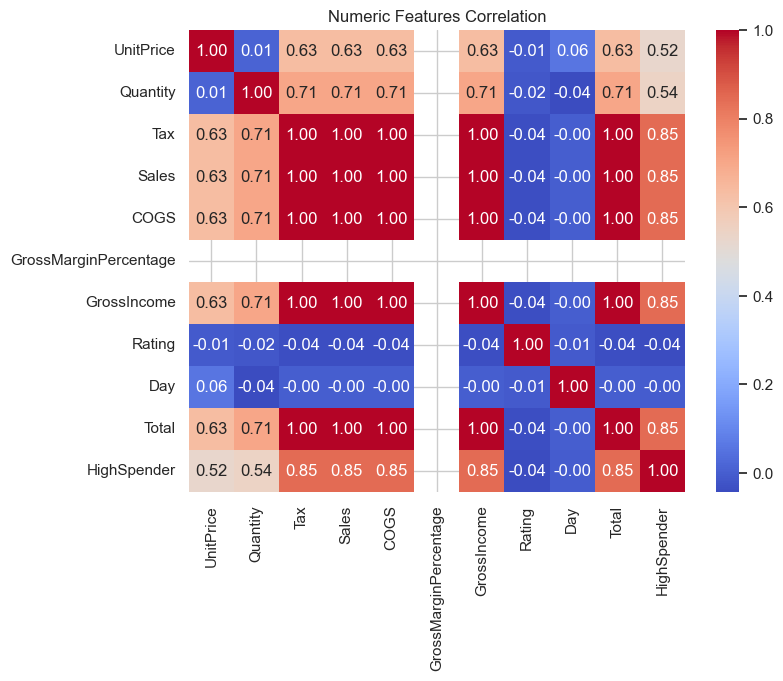 Numeric Features Correlation
UnitPrice 1.00 0.01 0.63 0.63 0.63 0.63 -0.01 0.06 0.63 0.52
Quantity 0.01 1.00 0.71 0.71 0.71 0.71 -0.02 -0.04 0.71 0.54
Tax 0.63 0.71 1.00 1.00 1.00 1.00 -0.04 -0.00 1.00 0.85
Sales 0.63 0.71 1.00 1.00 1.00 1.00 -0.04 -0.00 1.00 0.85
COGS 0.63 0.71 1.00 1.00 1.00 1.00 -0.04 -0.00 1.00 0.85
GrossMarginPercentage
GrossIncome 0.63 0.71 1.00 1.00 1.00 1.00 -0.04 -0.00 1.00 0.85
Rating -0.01 -0.02 -0.04 -0.04 -0.04 -0.04 1.00 -0.01 -0.04 -0.04
Day 0.06 -0.04 -0.00 -0.00 -0.00 -0.00 -0.01 1.00 -0.00 -0.00
Total 0.63 0.71 1.00 1.00 1.00 1.00 -0.04 -0.00 1.00 0.85
HighSpender 0.52 0.54 0.85 0.85 0.85 0.85 -0.04 -0.00 0.85 1.00
UnitPrice
Quantity
Tax
Sales
COGS
GrossMarginPercentage
GrossIncome
Rating
Day
Total
HighSpender
1.0
0.8
0.6
0.4
0.2
0.0